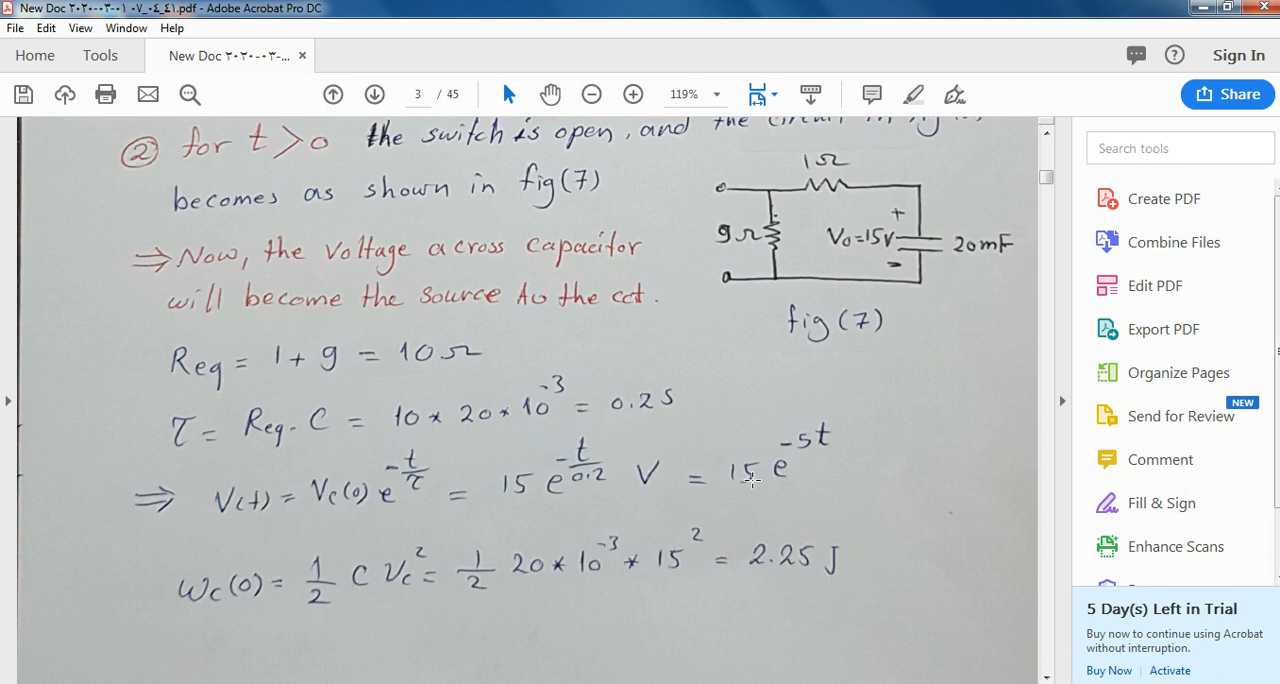 New Doc ٢٠٢٠-٠٣-٠١ ٠٧_٠٤_٤١.pdf - Adobe Acrobat Pro DC
File Edit View Window Help
Home Tools New Doc ٢٠٢٠-٠٣-... × Sign In
3 / 45 119% Share
② for t > 0 the switch is open, and the circuit in fig
becomes as shown in fig(7)
⇒ Now, the voltage across capacitor
will become the source to the cct.
1Ω
9Ω V₀=15V 20mF
+
-
fig(7)
Req = 1 + 9 = 10Ω
τ = Req. C = 10 * 20 * 10⁻³ = 0.2 s
⇒ V(t) = Vc(0) e^(-t/τ) = 15 e^(-t/0.2) V = 15 e^(-5t)
Wc(0) = 1/2 C Vc² = 1/2 20 * 10⁻³ * 15² = 2.25 J
Search tools
Create PDF
Combine Files
Edit PDF
Export PDF
Organize Pages
NEW
Send for Review
Comment
Fill & Sign
Enhance Scans
5 Day(s) Left in Trial
Buy now to continue using Acrobat
without interruption.
Buy Now Activate